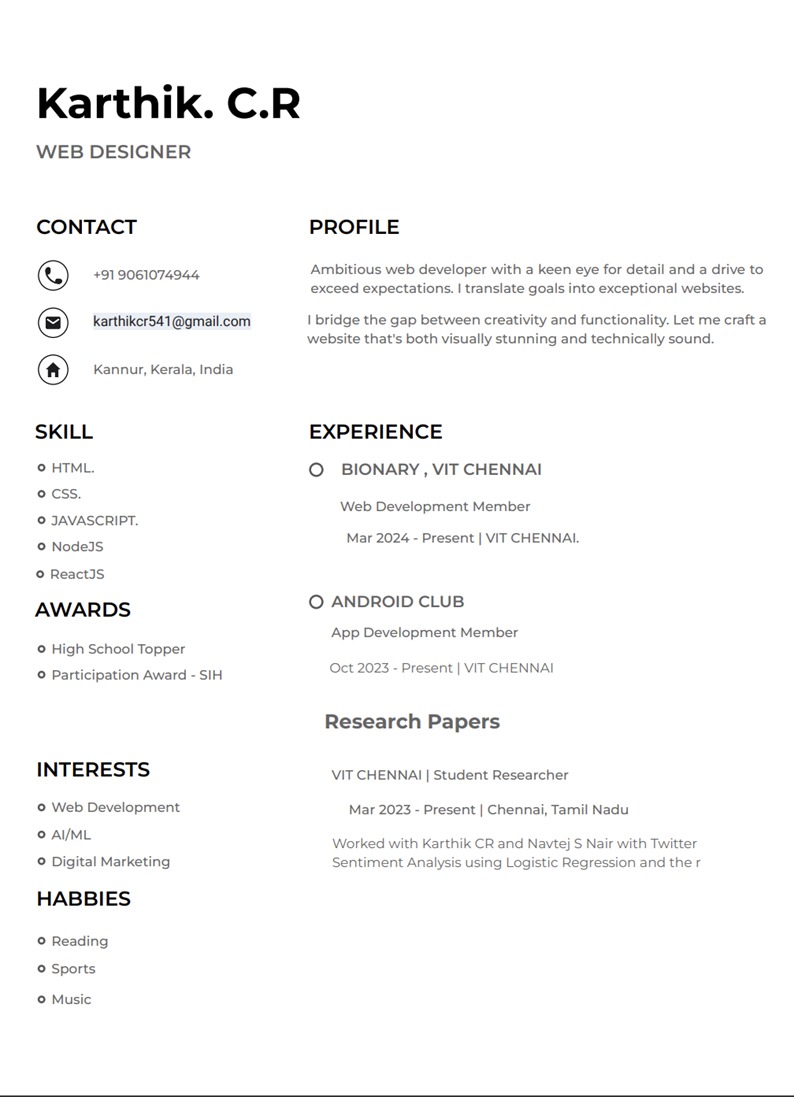 Karthik. C.R
WEB DESIGNER
CONTACT
+91 9061074944
karthikcr541@gmail.com
Kannur, Kerala, India
SKILL
HTML.
CSS.
JAVASCRIPT.
NodeJS
ReactJS
AWARDS
High School Topper
Participation Award - SIH
INTERESTS
Web Development
AI/ML
Digital Marketing
HABBIES
Reading
Sports
Music
PROFILE
Ambitious web developer with a keen eye for detail and a drive to
exceed expectations. I translate goals into exceptional websites.
I bridge the gap between creativity and functionality. Let me craft a
website that's both visually stunning and technically sound.
EXPERIENCE
BIONARY , VIT CHENNAI
Web Development Member
Mar 2024 - Present | VIT CHENNAI.
ANDROID CLUB
App Development Member
Oct 2023 - Present | VIT CHENNAI
Research Papers
VIT CHENNAI | Student Researcher
Mar 2023 - Present | Chennai, Tamil Nadu
Worked with Karthik CR and Navtej S Nair with Twitter
Sentiment Analysis using Logistic Regression and the r